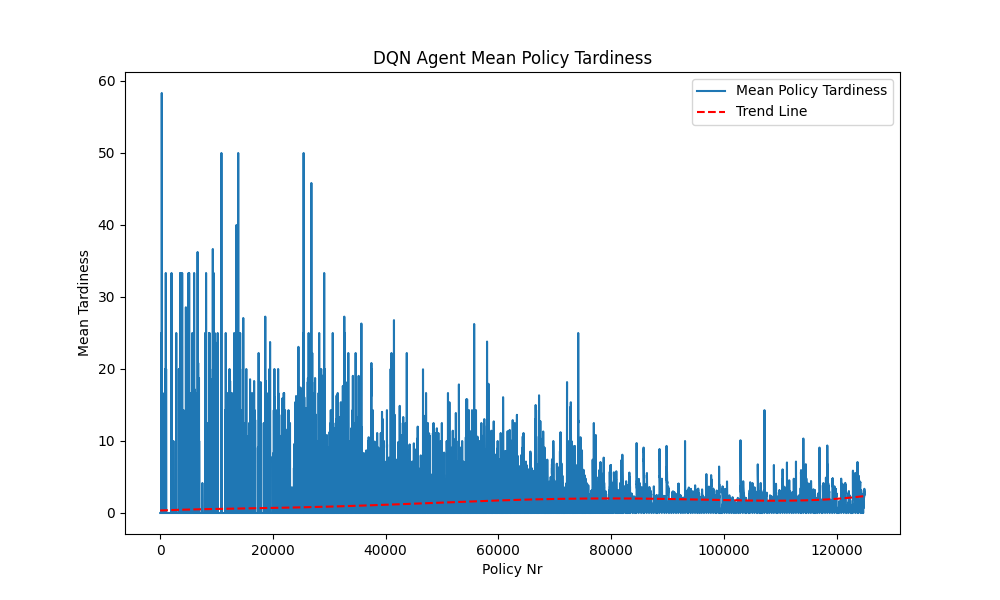 DQN Agent Mean Policy Tardiness
Mean Policy Tardiness
Trend Line
Mean Tardiness
60
50
40
30
20
10
0
0 20000 40000 60000 80000 100000 120000
Policy Nr